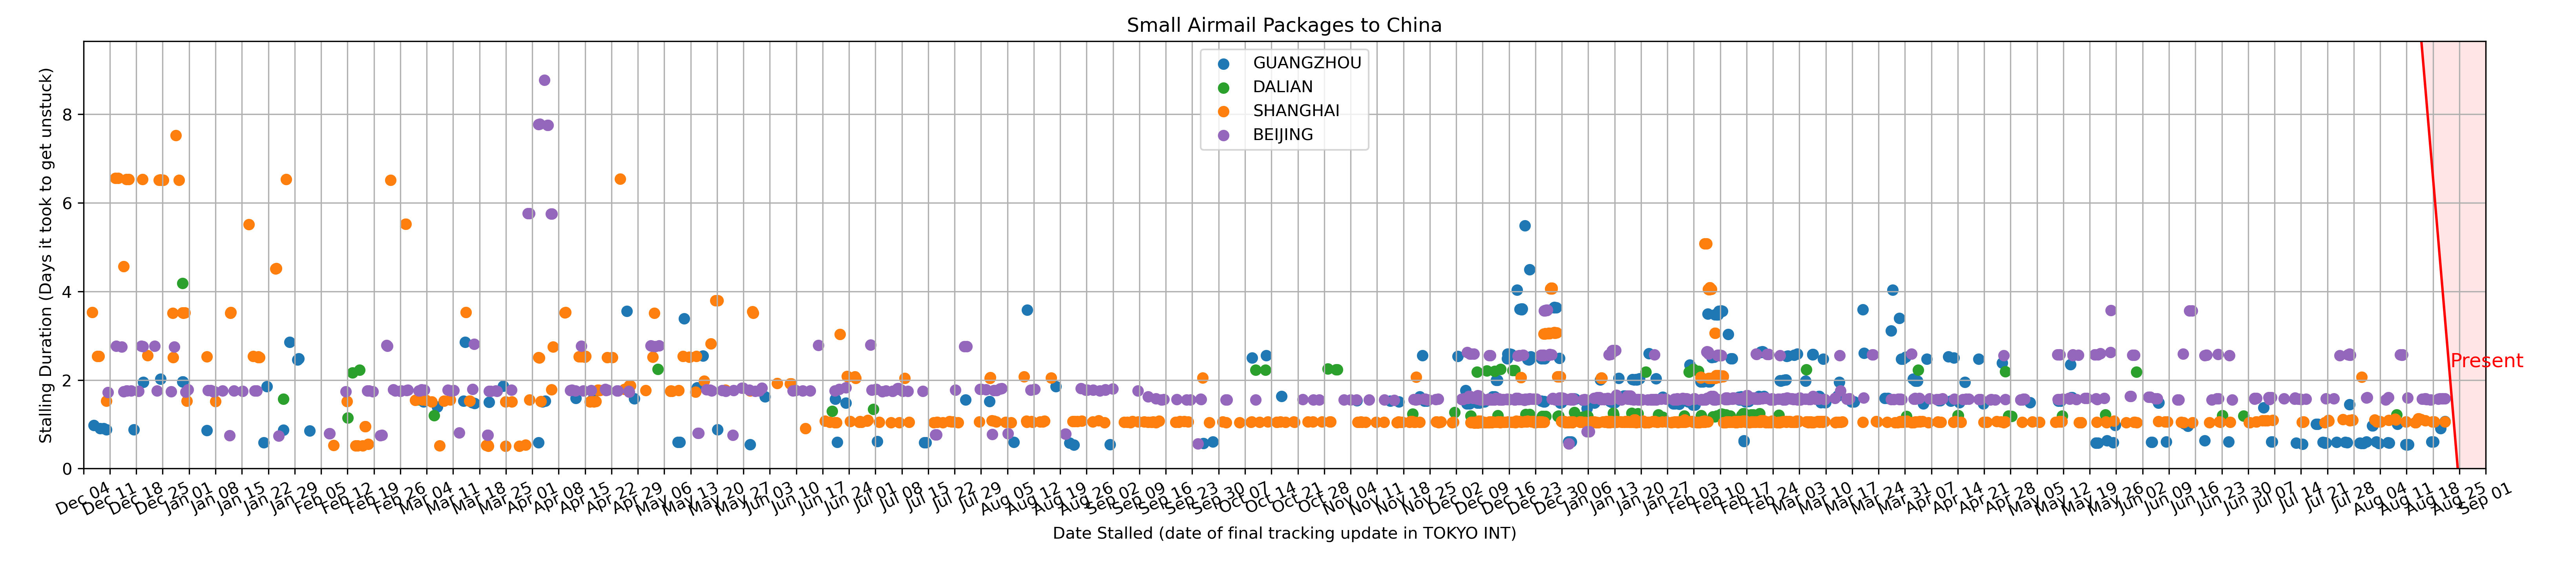 Small Airmail Packages to China
GUANGZHOU
DALIAN
SHANGHAI
BEIJING
Stalling Duration (Days it took to get unstuck)
8
6
4
2
0
Present
Dec 04
Dec 11
Dec 18
Dec 25
Jan 01
Jan 08
Jan 15
Jan 22
Jan 29
Feb 05
Feb 12
Feb 19
Feb 26
Mar 04
Mar 11
Mar 18
Mar 25
Apr 01
Apr 08
Apr 15
Apr 22
Apr 29
May 06
May 13
May 20
May 27
Jun 03
Jun 10
Jun 17
Jun 24
Jul 01
Jul 08
Jul 15
Jul 22
Jul 29
Aug 05
Aug 12
Aug 19
Aug 26
Sep 02
Sep 09
Sep 16
Sep 23
Sep 30
Oct 07
Oct 14
Oct 21
Oct 28
Nov 04
Nov 11
Nov 18
Nov 25
Dec 02
Dec 09
Dec 16
Dec 23
Dec 30
Jan 06
Jan 13
Jan 20
Jan 27
Feb 03
Feb 10
Feb 17
Feb 24
Mar 03
Mar 10
Mar 17
Mar 24
Mar 31
Apr 07
Apr 14
Apr 21
Apr 28
May 05
May 12
May 19
May 26
Jun 02
Jun 09
Jun 16
Jun 23
Jun 30
Jul 07
Jul 14
Jul 21
Jul 28
Aug 04
Aug 11
Aug 18
Aug 25
Sep 01
Date Stalled (date of final tracking update in TOKYO INT)